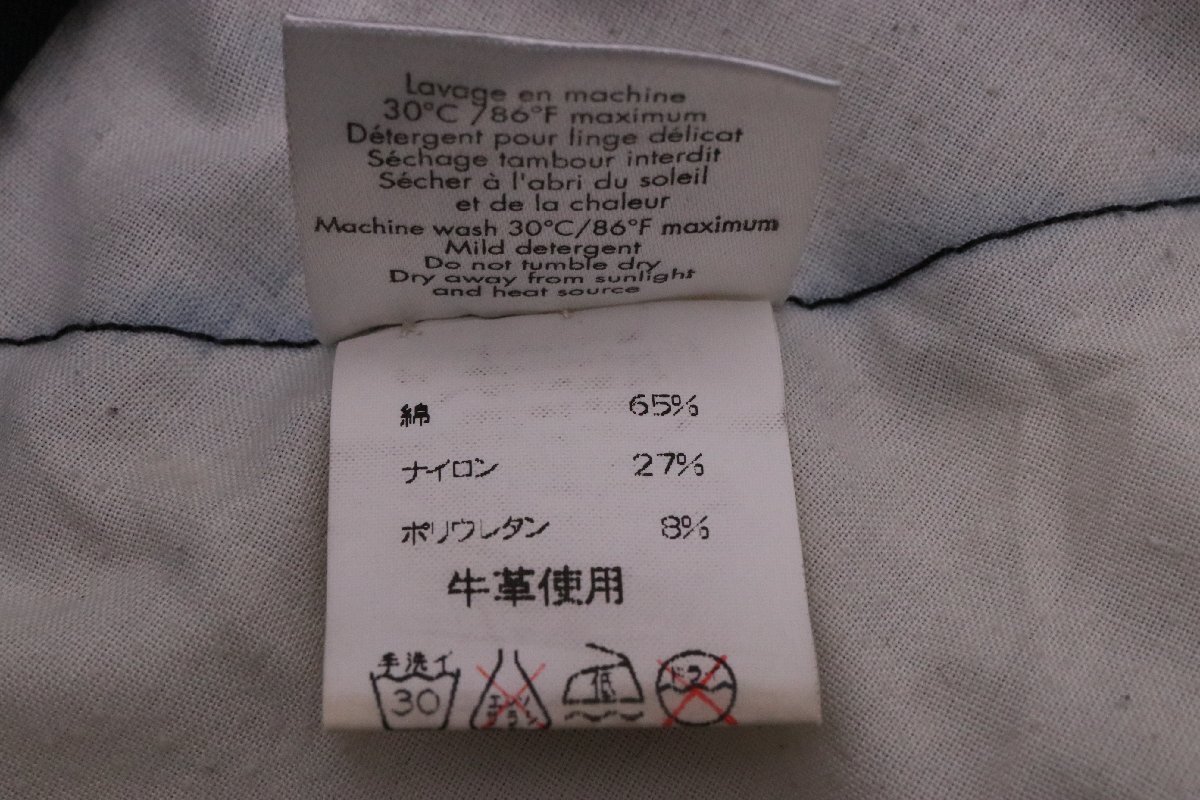 Lavage en machine
30°C /86°F maximum
Détergent pour linge délicat
Séchage tambour interdit
Sécher à l'abri du soleil
et de la chaleur
Machine wash 30°C/86°F maximum
Mild detergent
Do not tumble dry
Dry away from sunlight
and heat source
綿 65%
ナイロン 27%
ポリウレタン 8%
牛革使用
手洗イ
30
エンソ
低
ドライ